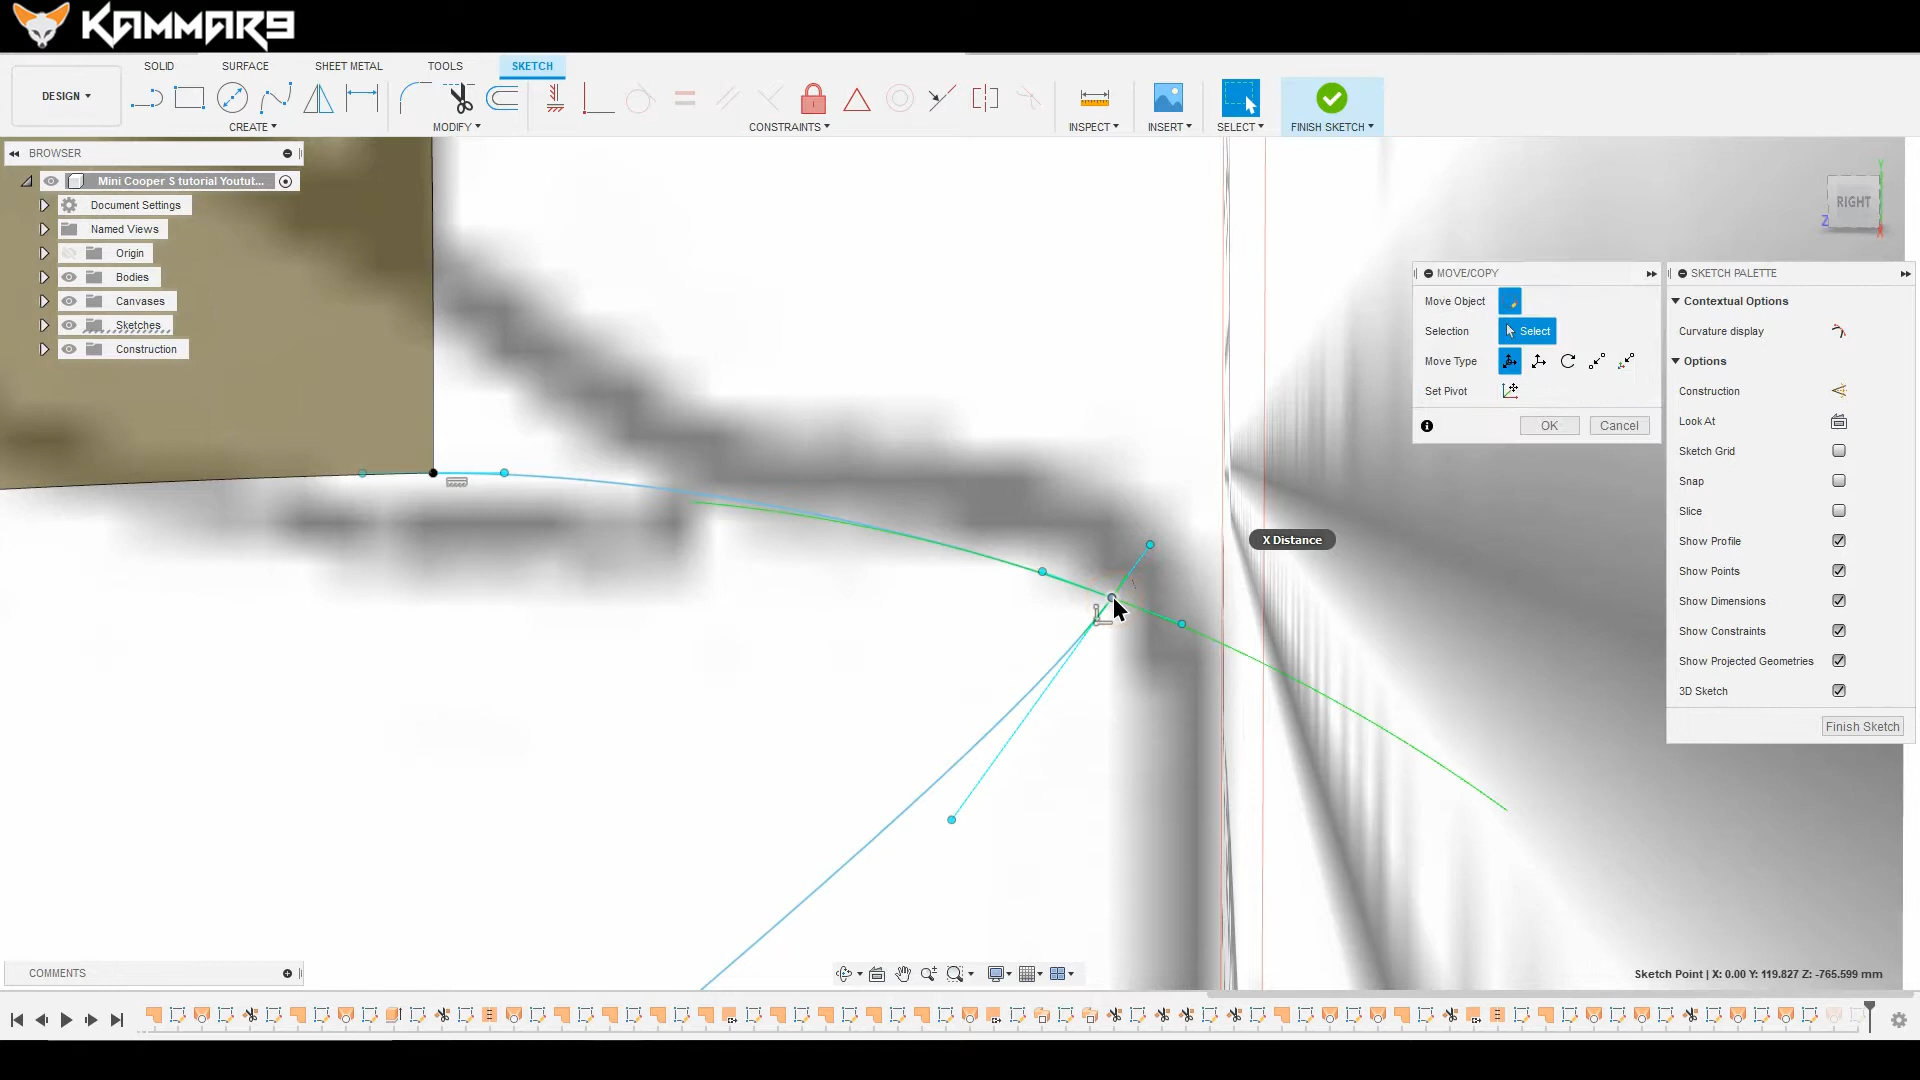 KAMMAR9
SOLID SURFACE SHEET METAL TOOLS SKETCH
DESIGN
CREATE MODIFY CONSTRAINTS INSPECT INSERT SELECT FINISH SKETCH
BROWSER
Mini Cooper S tutorial Youtut...
Document Settings
Named Views
Origin
Bodies
Canvases
Sketches
Construction
RIGHT
Y
Z
X
MOVE/COPY
Move Object
Selection Select
Move Type
Set Pivot
OK Cancel
SKETCH PALETTE
Contextual Options
Curvature display
Options
Construction
Look At
Sketch Grid
Snap
Slice
Show Profile
Show Points
Show Dimensions
Show Constraints
Show Projected Geometries
3D Sketch
Finish Sketch
X Distance
COMMENTS
Sketch Point | X: 0.00 Y: 119.827 Z: -765.599 mm